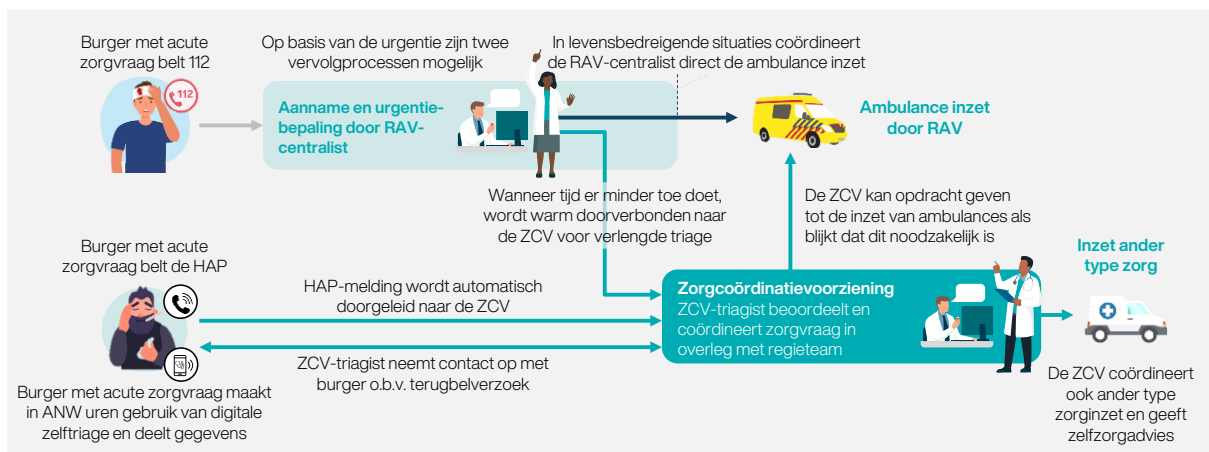 Burger met acute
zorgvraag belt 112
112
Op basis van de urgentie zijn twee
vervolgprocessen mogelijk
In levensbedreigende situaties coördineert
de RAV-centralist direct de ambulance inzet
Aanname en urgentie-
bepaling door RAV-
centralist
Ambulance inzet
door RAV
Wanneer tijd er minder toe doet,
wordt warm doorverbonden naar
de ZCV voor verlengde triage
De ZCV kan opdracht geven
tot de inzet van ambulances als
blijkt dat dit noodzakelijk is
Burger met acute
zorgvraag belt de HAP
HAP-melding wordt automatisch
doorgeleid naar de ZCV
Zorgcoördinatievoorziening
ZCV-triagist beoordeelt en
coördineert zorgvraag in
overleg met regieteam
Inzet ander
type zorg
ZCV-triagist neemt contact op met
burger o.b.v. terugbelverzoek
Burger met acute zorgvraag maakt
in ANW uren gebruik van digitale
zelftriage en deelt gegevens
De ZCV coördineert
ook ander type
zorginzet en geeft
zelfzorgadvies